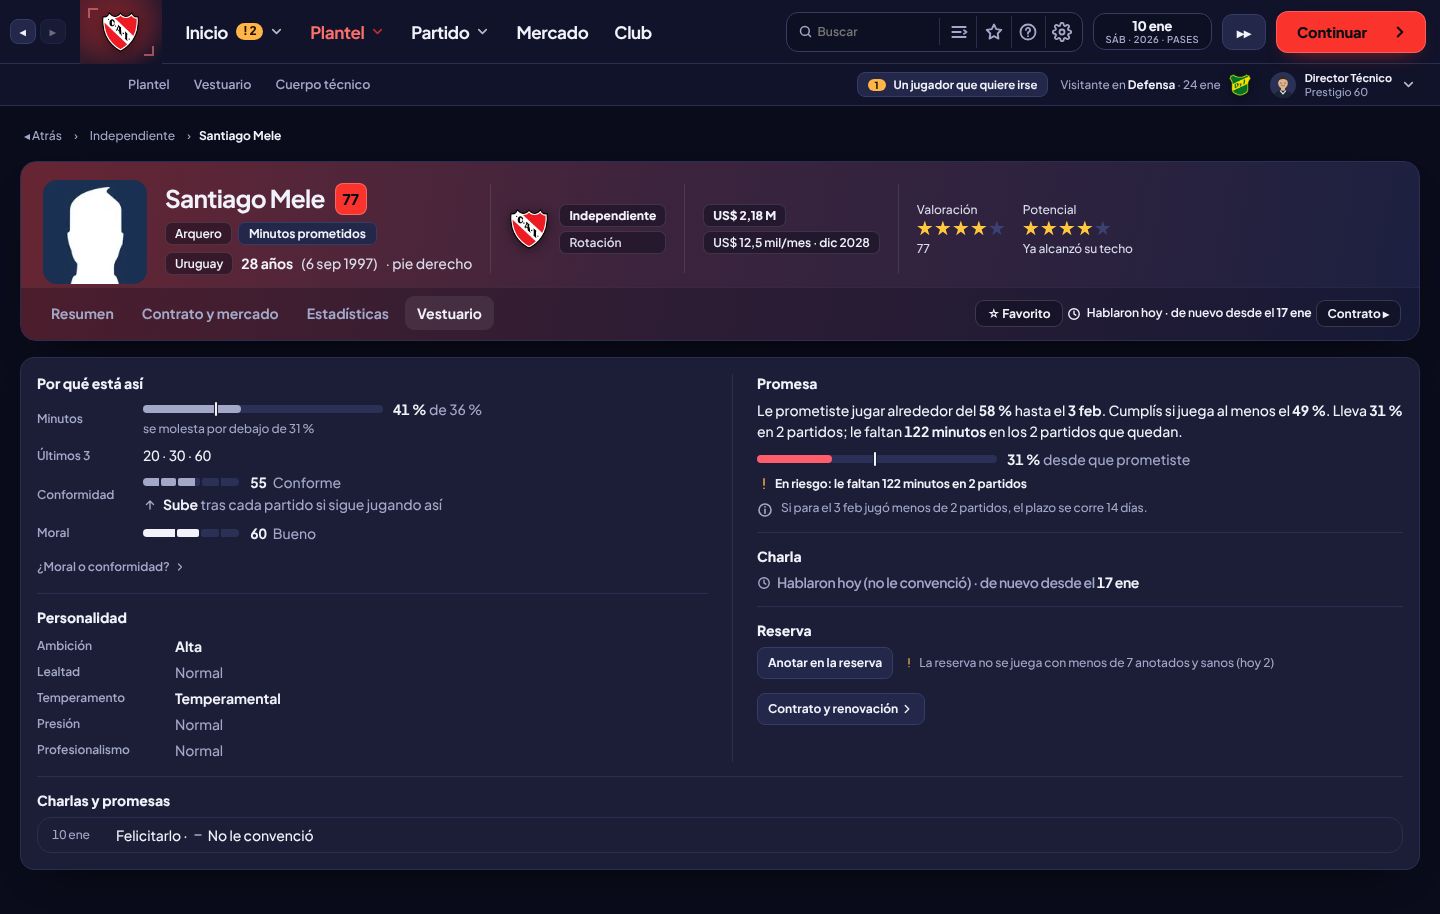 Inicio ! 2
Plantel
Partido
Mercado
Club
Buscar
10 ene
SÁB · 2026 · PASES
Continuar
Plantel
Vestuario
Cuerpo técnico
1 Un jugador que quiere irse
Visitante en Defensa · 24 ene
Director Técnico
Prestigio 60
◂ Atrás › Independiente › Santiago Mele
Santiago Mele 77
Arquero
Minutos prometidos
Uruguay 28 años (6 sep 1997) · pie derecho
C.A.I.
Independiente
Rotación
US$ 2,18 M
US$ 12,5 mil/mes · dic 2028
Valoración
★★★★★
77
Potencial
★★★★★
Ya alcanzó su techo
Resumen
Contrato y mercado
Estadísticas
Vestuario
☆ Favorito
Hablaron hoy · de nuevo desde el 17 ene
Contrato ▸
Por qué está así
Minutos
41 % de 36 %
se molesta por debajo de 31 %
Últimos 3
20 · 30 · 60
Conformidad
55 Conforme
↑ Sube tras cada partido si sigue jugando así
Moral
60 Bueno
¿Moral o conformidad? ›
Personalidad
Ambición Alta
Lealtad Normal
Temperamento Temperamental
Presión Normal
Profesionalismo Normal
Promesa
Le prometiste jugar alrededor del 58 % hasta el 3 feb. Cumplís si juega al menos el 49 %. Lleva 31 %
en 2 partidos; le faltan 122 minutos en los 2 partidos que quedan.
31 % desde que prometiste
! En riesgo: le faltan 122 minutos en 2 partidos
Si para el 3 feb jugó menos de 2 partidos, el plazo se corre 14 días.
Charla
Hablaron hoy (no le convenció) · de nuevo desde el 17 ene
Reserva
Anotar en la reserva
! La reserva no se juega con menos de 7 anotados y sanos (hoy 2)
Contrato y renovación ›
Charlas y promesas
10 ene Felicitarlo · – No le convenció